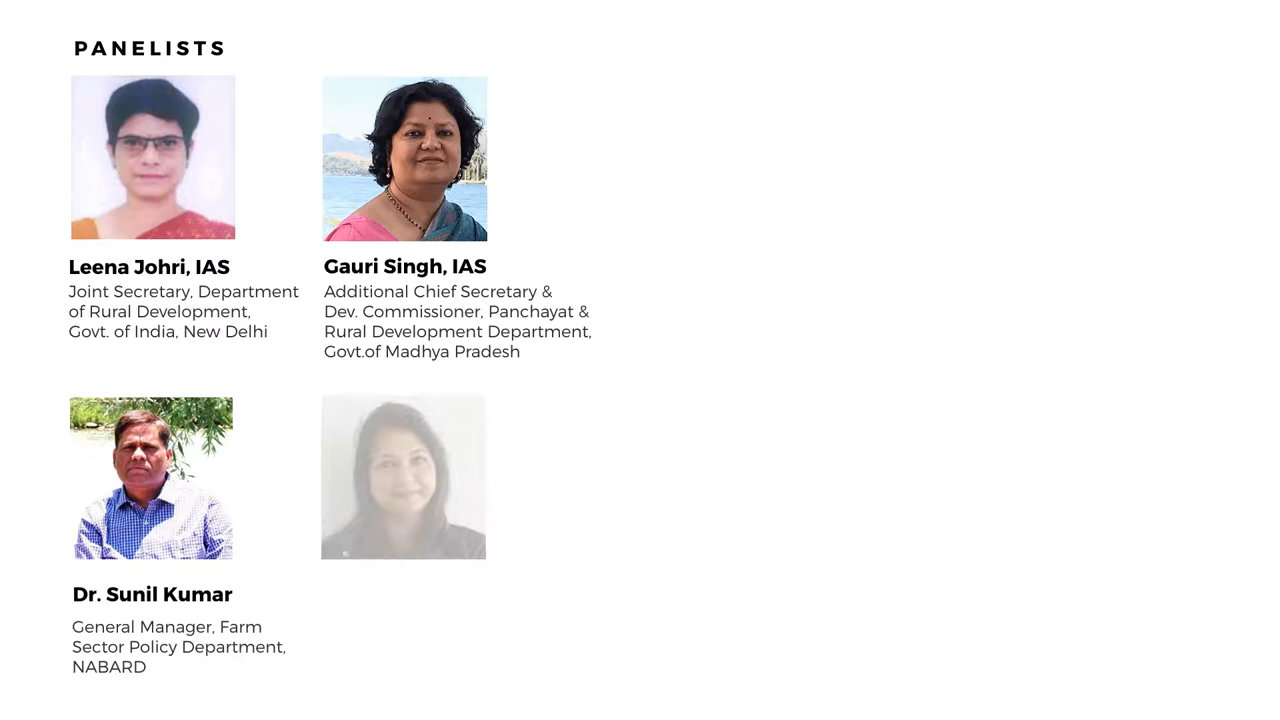 PANELISTS
Leena Johri, IAS
Joint Secretary, Department
of Rural Development,
Govt. of India, New Delhi
Gauri Singh, IAS
Additional Chief Secretary &
Dev. Commissioner, Panchayat &
Rural Development Department,
Govt.of Madhya Pradesh
Dr. Sunil Kumar
General Manager, Farm
Sector Policy Department,
NABARD